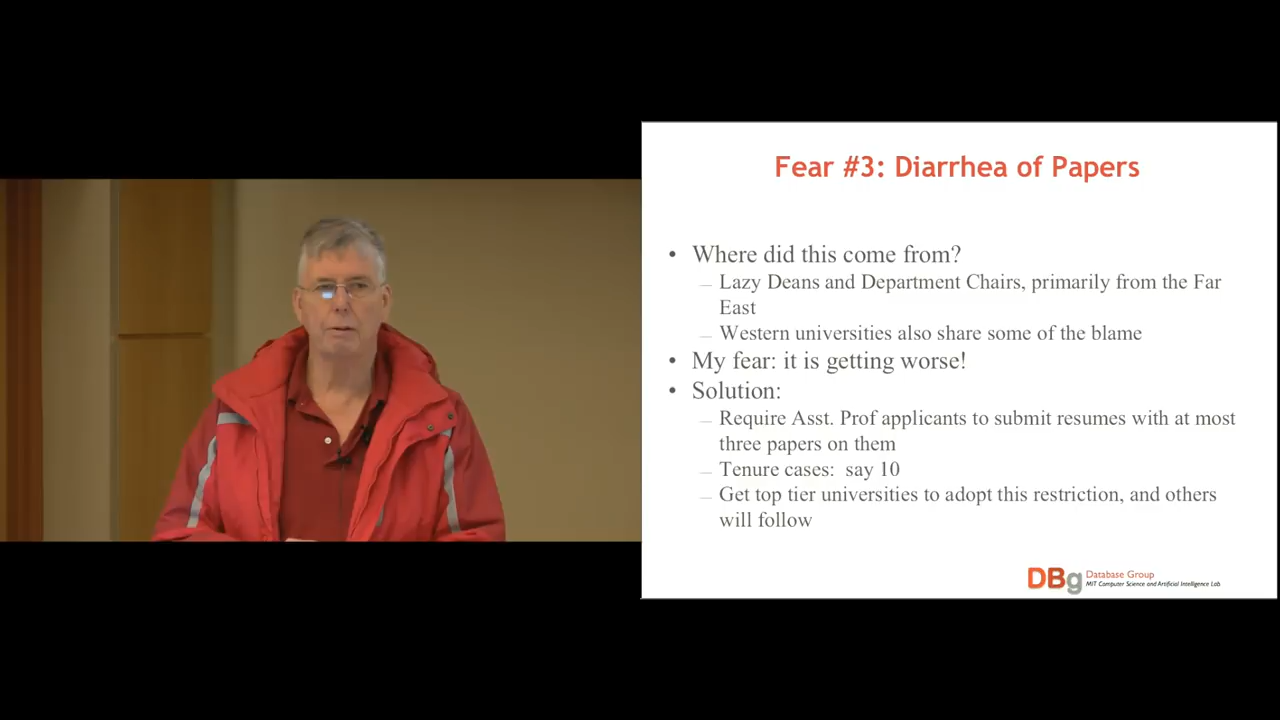 Fear #3: Diarrhea of Papers
• Where did this come from?
– Lazy Deans and Department Chairs, primarily from the Far
East
– Western universities also share some of the blame
• My fear: it is getting worse!
• Solution:
– Require Asst. Prof applicants to submit resumes with at most
three papers on them
– Tenure cases: say 10
– Get top tier universities to adopt this restriction, and others
will follow
DBg Database Group
MIT Computer Science and Artificial Intelligence Lab